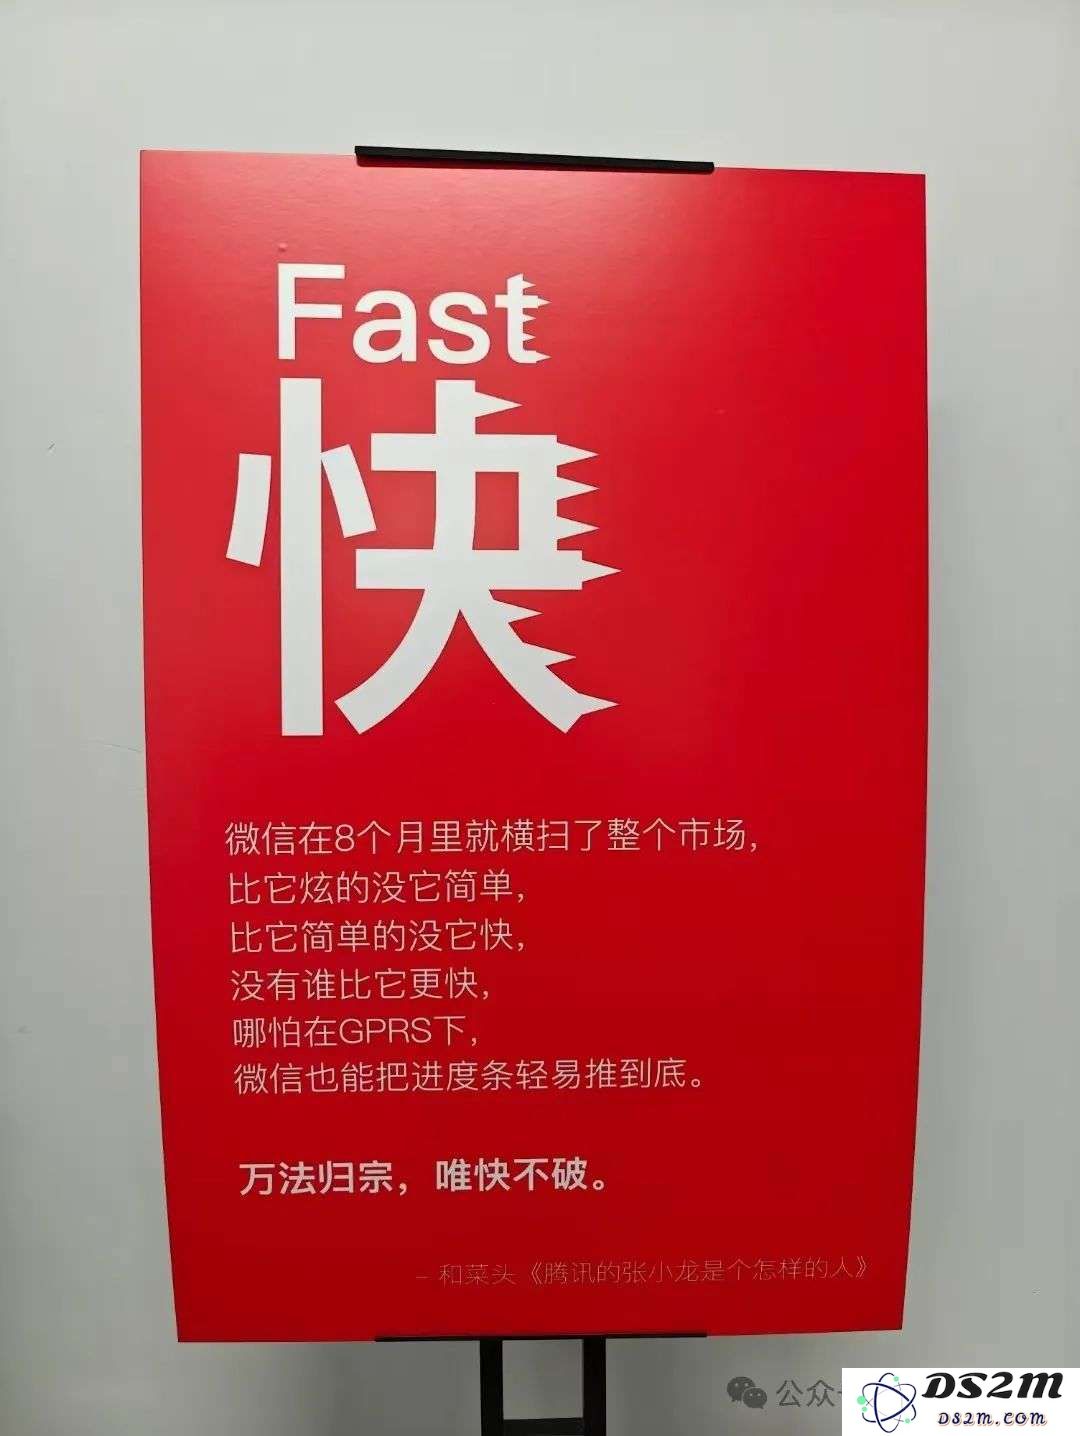 Fast
快
微信在8个月里就横扫了整个市场，
比它炫的没它简单，
比它简单的没它快，
没有谁比它更快，
哪怕在GPRS下，
微信也能把进度条轻易推到底。
万法归宗，唯快不破。
– 和菜头《腾讯的张小龙是个怎样的人》
公众
DS2M
DS2M.COM